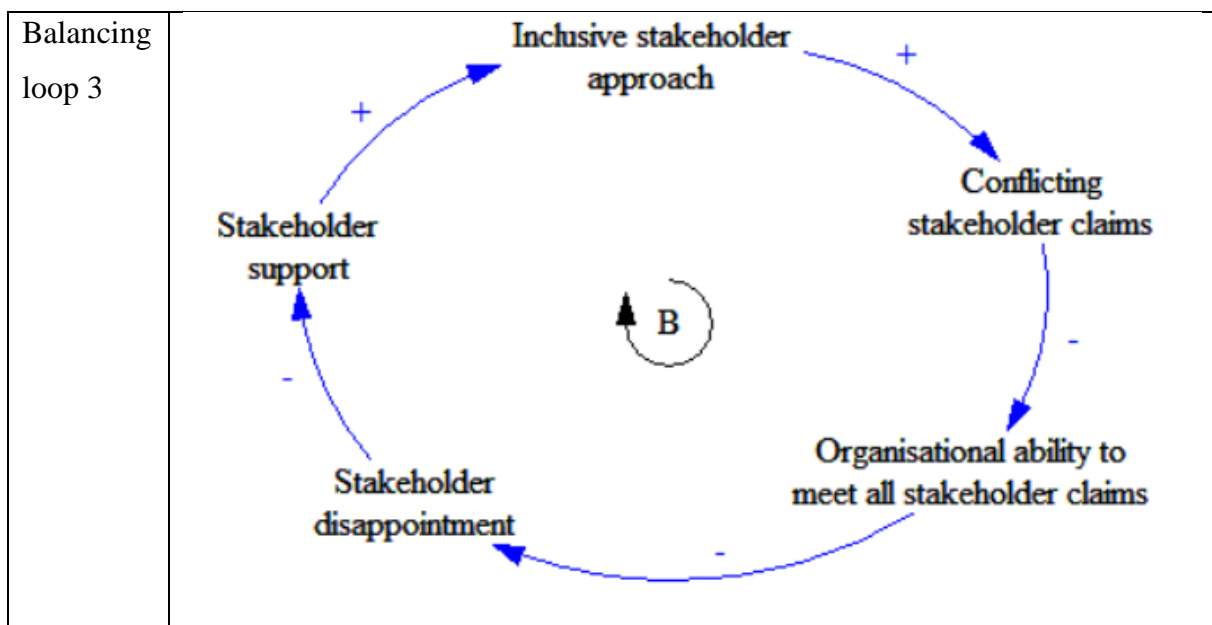 Balancing
loop 3
Inclusive stakeholder
approach
+
+
Conflicting
stakeholder claims
Stakeholder
support
B
-
-
Organisational ability to
meet all stakeholder claims
Stakeholder
disappointment
-